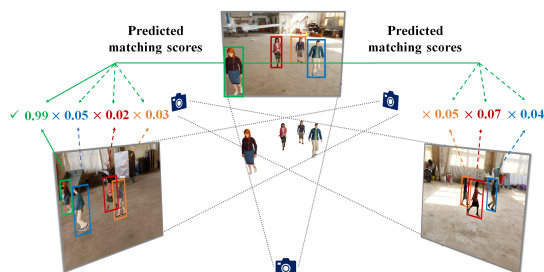 Predicted
matching scores
Predicted
matching scores
✓ 0.99 × 0.05 × 0.02 × 0.03
× 0.05 × 0.07 × 0.04